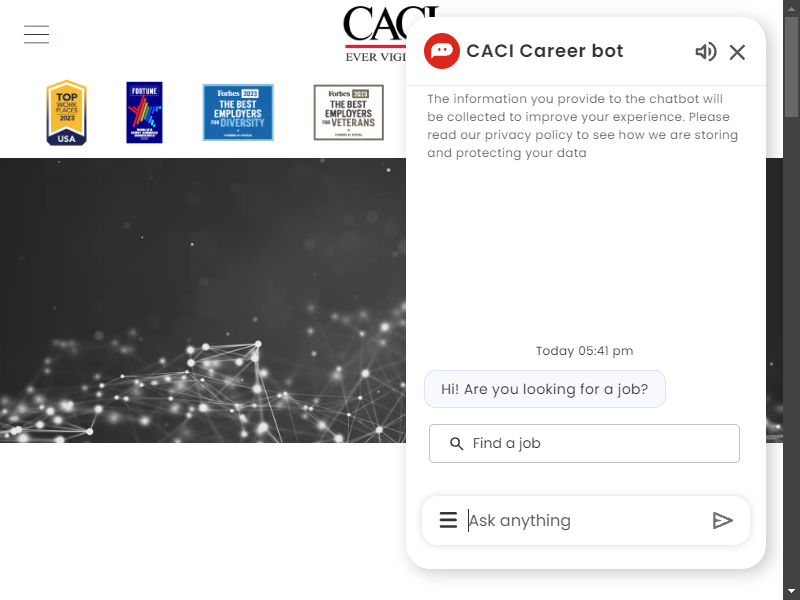 CACI
EVER VIGI
TOP
WORK
PLACES
2023
USA
FORTUNE
Forbes 2023
THE BEST
EMPLOYERS
FOR DIVERSITY
Forbes 2023
THE BEST
EMPLOYERS
FOR VETERANS
CACI Career bot
The information you provide to the chatbot will
be collected to improve your experience. Please
read our privacy policy to see how we are storing
and protecting your data
Today 05:41 pm
Hi! Are you looking for a job?
Find a job
Ask anything